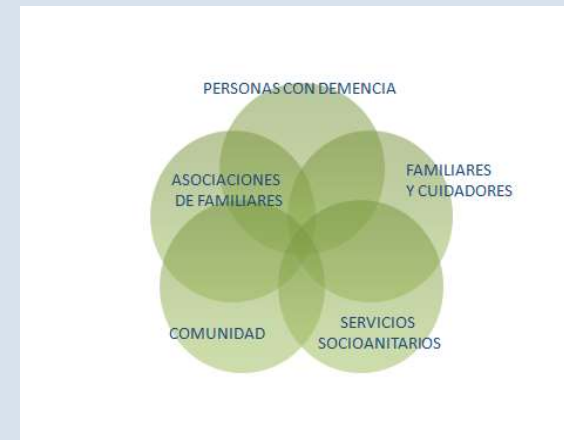 PERSONAS CON DEMENCIA
ASOCIACIONES
DE FAMILIARES
FAMILIARES
Y CUIDADORES
COMUNIDAD
SERVICIOS
SOCIOANITARIOS